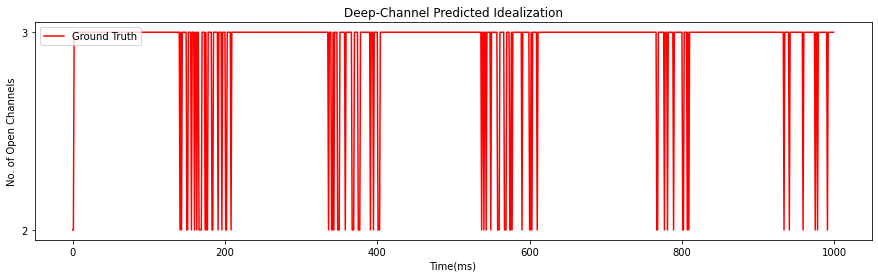 Deep-Channel Predicted Idealization
Ground Truth
No. of Open Channels
3
2
0 200 400 600 800 1000
Time(ms)